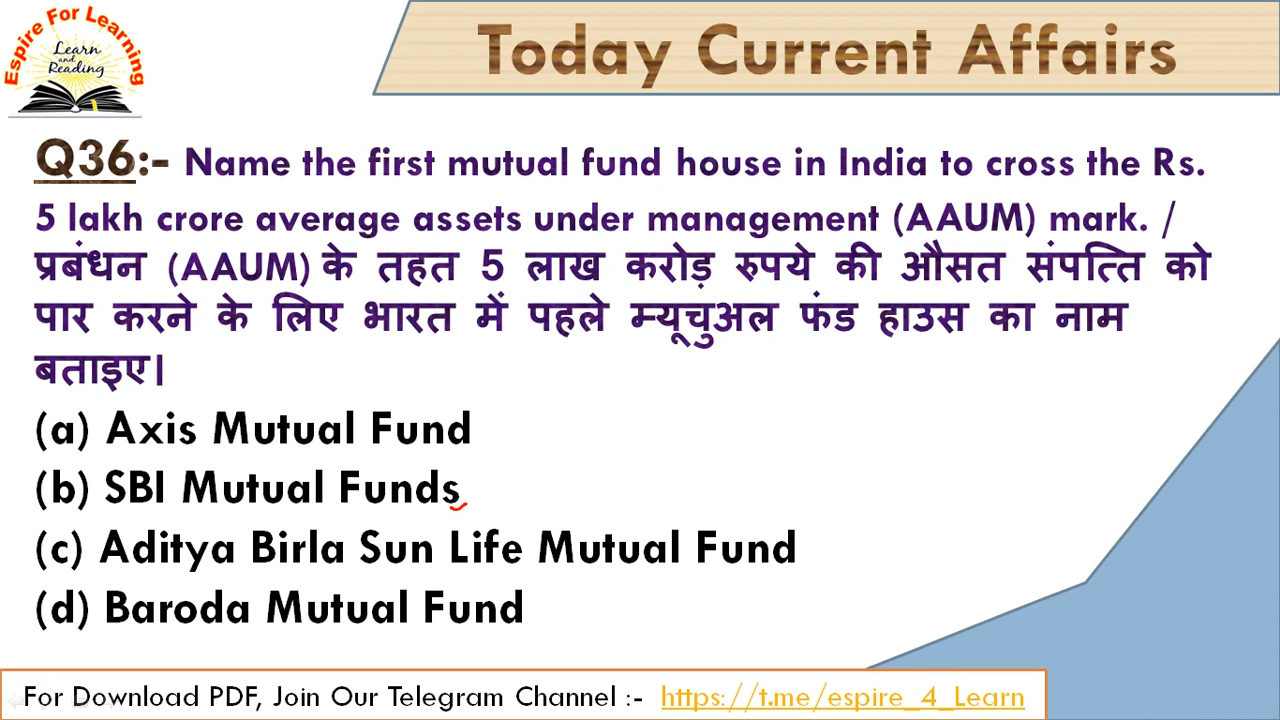 Espire For Learning
Learn
and
Reading
Today Current Affairs
Q36:- Name the first mutual fund house in India to cross the Rs.
5 lakh crore average assets under management (AAUM) mark. /
प्रबंधन (AAUM) के तहत 5 लाख करोड़ रुपये की औसत संपत्ति को
पार करने के लिए भारत में पहले म्यूचुअल फंड हाउस का नाम
बताइए।
(a) Axis Mutual Fund
(b) SBI Mutual Funds
(c) Aditya Birla Sun Life Mutual Fund
(d) Baroda Mutual Fund
For Download PDF, Join Our Telegram Channel :- https://t.me/espire_4_Learn